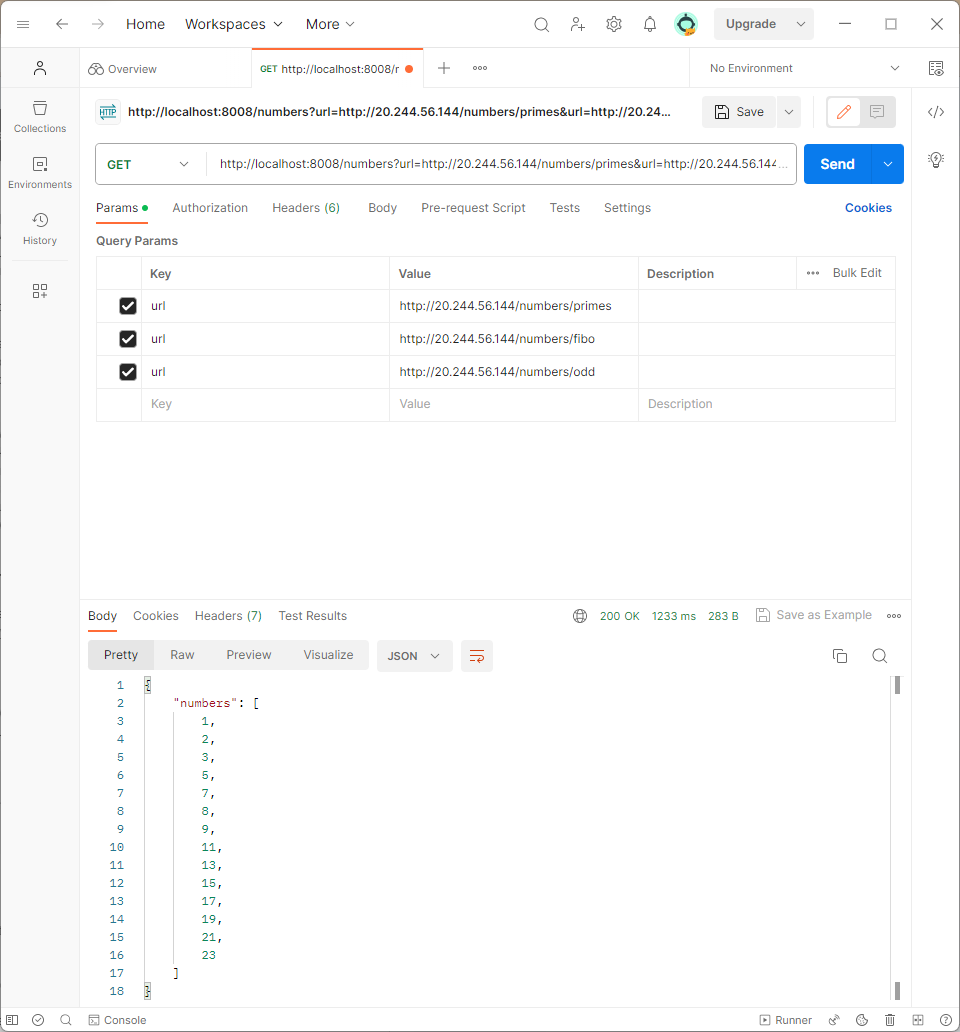 Home Workspaces More Upgrade
Overview GET http://localhost:8008/r No Environment
HTTP http://localhost:8008/numbers?url=http://20.244.56.144/numbers/primes&url=http://20.24... Save
Collections
Environments
History
GET http://localhost:8008/numbers?url=http://20.244.56.144/numbers/primes&url=http://20.244.56.144... Send
Params Authorization Headers (6) Body Pre-request Script Tests Settings Cookies
Query Params
Key Value Description Bulk Edit
url http://20.244.56.144/numbers/primes
url http://20.244.56.144/numbers/fibo
url http://20.244.56.144/numbers/odd
Key Value Description
Body Cookies Headers (7) Test Results 200 OK 1233 ms 283 B Save as Example
Pretty Raw Preview Visualize JSON
1 {
2 "numbers": [
3 1,
4 2,
5 3,
6 5,
7 7,
8 8,
9 9,
10 11,
11 13,
12 15,
13 17,
14 19,
15 21,
16 23
17 ]
18 }
Console Runner